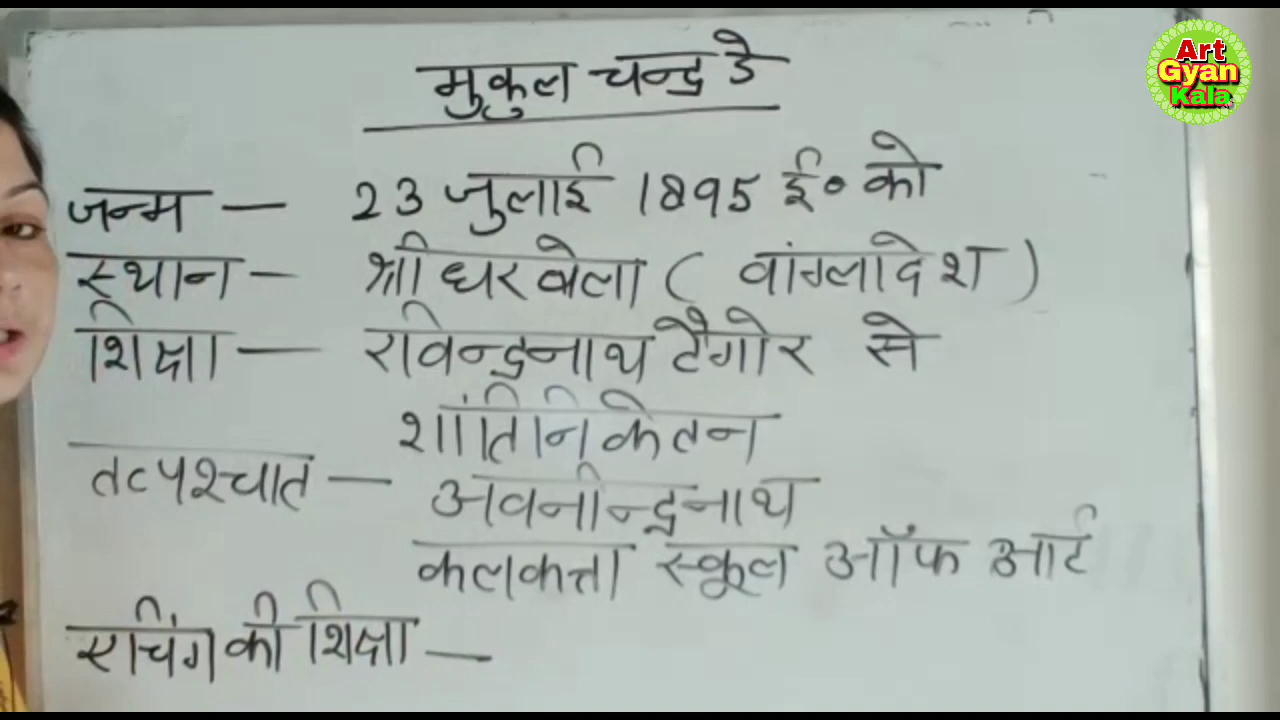 मुकुल चन्द्र डे
जन्म — 23 जुलाई 1895 ई० को
स्थान — श्रीधर खेला ( वांग्लादेश )
शिक्षा — रविन्द्रनाथ टैगोर से
शांतिनिकेतन
तत्पश्चात — अवनीन्द्रनाथ
कलकत्ता स्कूल ऑफ आर्ट
एचिंग की शिक्षा —
Art
Gyan
Kala